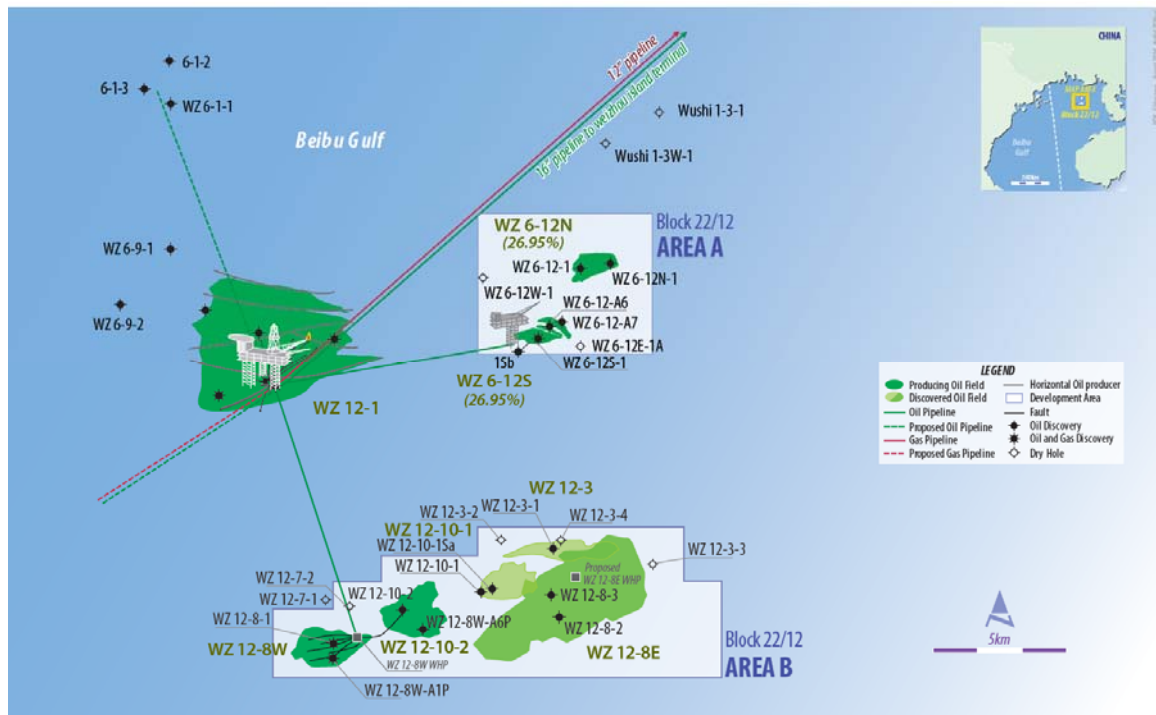 6-1-2
6-1-3
WZ 6-1-1
Beibu Gulf
12" pipeline
16" pipeline to weizhou island terminal
Wushi 1-3-1
Wushi 1-3W-1
CHINA
MAP AREA
Block 22/12
Beibu
Gulf
100km
WZ 6-9-1
WZ 6-9-2
WZ 12-1
A
WZ 6-12N
(26.95%)
Block 22/12
AREA A
WZ 6-12-1
WZ 6-12N-1
WZ 6-12W-1
WZ 6-12-A6
WZ 6-12-A7
WZ 6-12E-1A
1Sb
WZ 6-12S-1
WZ 6-12S
(26.95%)
LEGEND
Producing Oil Field
Discovered Oil Field
Oil Pipeline
Proposed Oil Pipeline
Gas Pipeline
Proposed Gas Pipeline
Horizontal Oil producer
Development Area
Fault
Oil Discovery
Oil and Gas Discovery
Dry Hole
WZ 12-3
WZ 12-3-1
WZ 12-3-2
WZ 12-3-4
WZ 12-10-1
WZ 12-10-1Sa
WZ 12-10-1
WZ 12-3-3
Proposed
WZ 12-8E WHP
WZ 12-7-2
WZ 12-10-2
WZ 12-7-1
WZ 12-8-3
WZ 12-8-1
WZ 12-8W-A6P
WZ 12-8-2
WZ 12-8W
WZ 12-10-2
WZ 12-8E
WZ 12-8W WHP
WZ 12-8W-A1P
Block 22/12
AREA B
5km